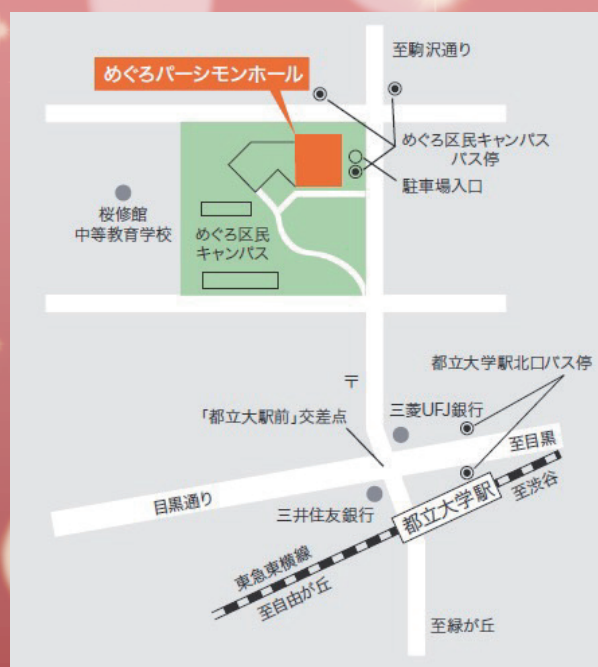 至駒沢通り
めぐろパーシモンホール
めぐろ区民キャンパス
バス停
駐車場入口
桜修館
中等教育学校
めぐろ区民
キャンパス
都立大学駅北口バス停
〒
三菱UFJ銀行
「都立大駅前」交差点
至目黒
目黒通り
三井住友銀行
都立大学駅
至渋谷
東急東横線
至自由が丘
至緑が丘